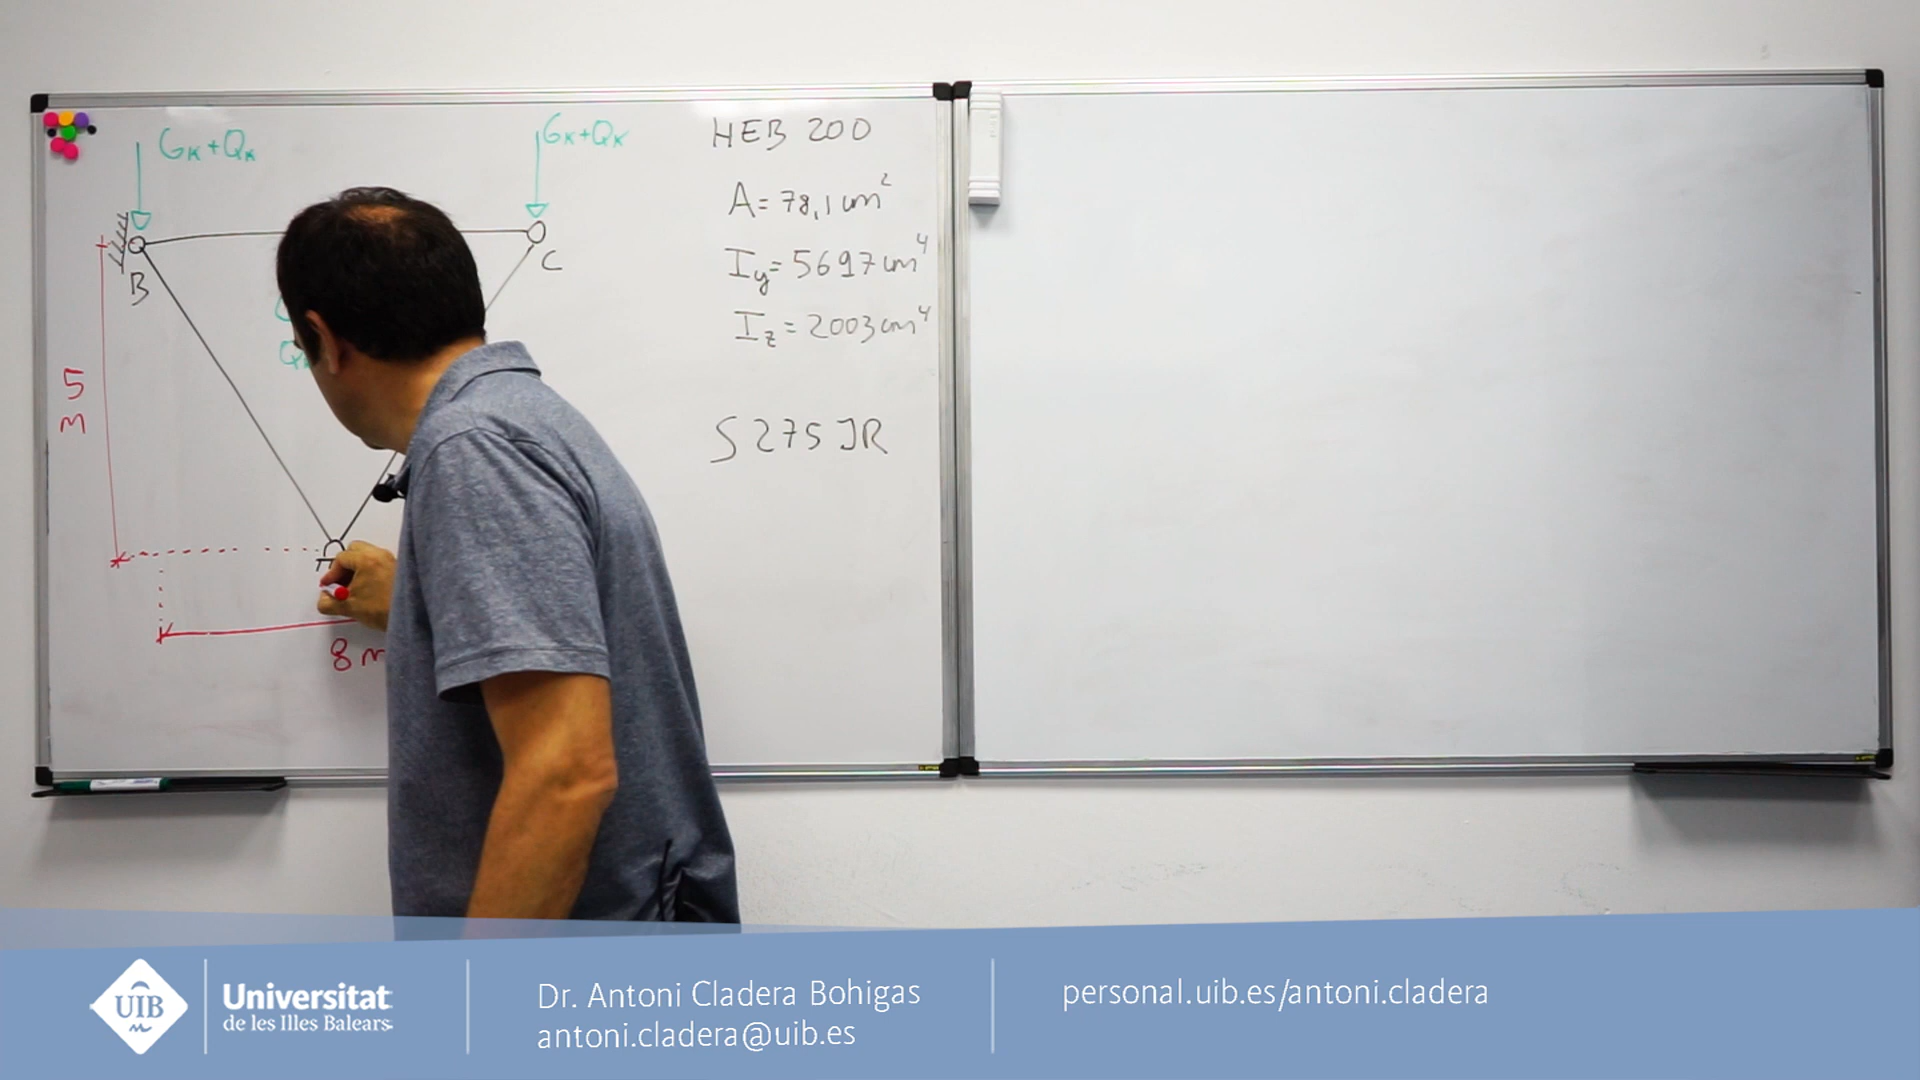 GK+QK
GK+QK
B
C
5
m
8 m
HEB 200
A= 78,1 cm²
Iy= 5697 cm⁴
Iz= 2003 cm⁴
S 275 JR
UIB
Universitat
de les Illes Balears
Dr. Antoni Cladera Bohigas
antoni.cladera@uib.es
personal.uib.es/antoni.cladera